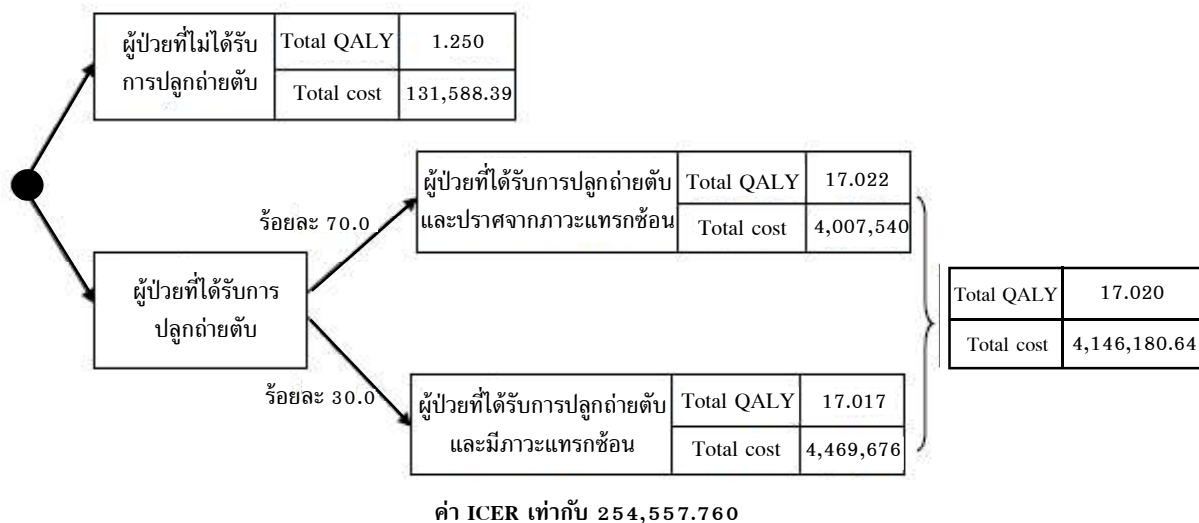 ผู้ป่วยที่ไม่ได้รับ
การปลูกถ่ายตับ
Total QALY 1.250
Total cost 131,588.39
ร้อยละ 70.0
ผู้ป่วยที่ได้รับการปลูกถ่ายตับ
และปราศจากภาวะแทรกซ้อน
Total QALY 17.022
Total cost 4,007,540
ผู้ป่วยที่ได้รับการ
ปลูกถ่ายตับ
Total QALY 17.020
Total cost 4,146,180.64
ร้อยละ 30.0
ผู้ป่วยที่ได้รับการปลูกถ่ายตับ
และมีภาวะแทรกซ้อน
Total QALY 17.017
Total cost 4,469,676
ค่า ICER เท่ากับ 254,557.760